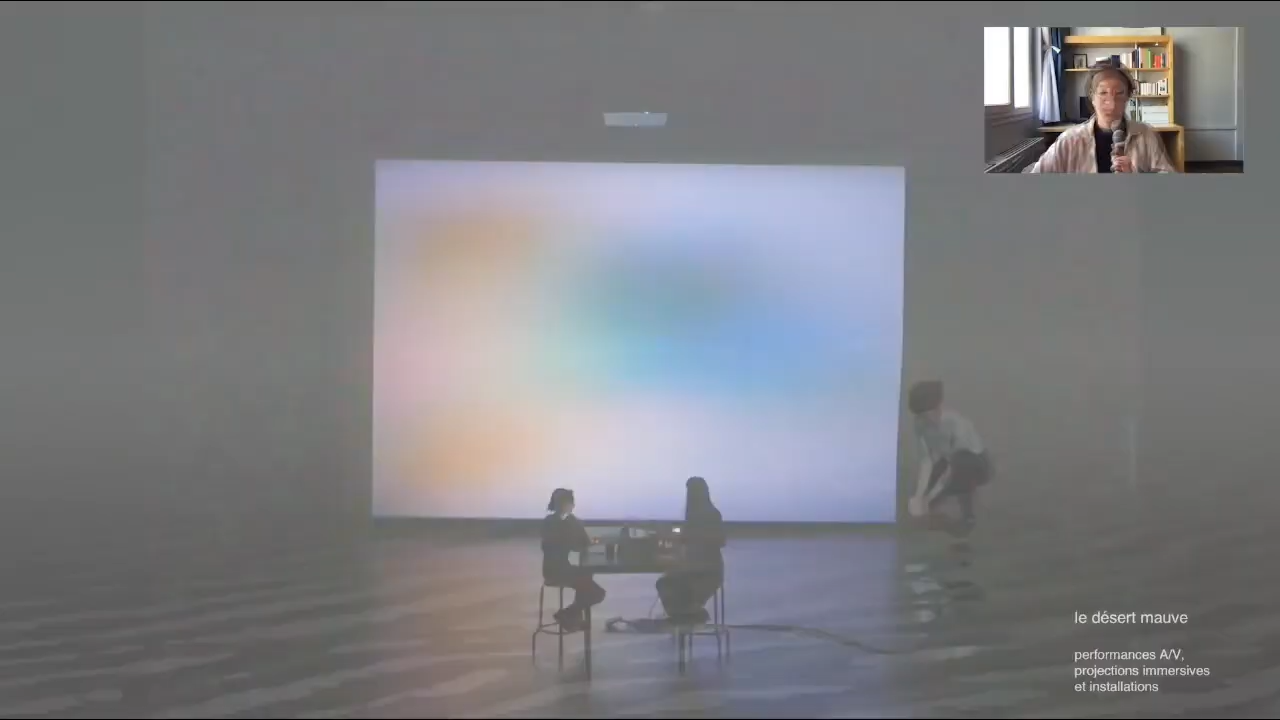 le désert mauve
performances A/V,
projections immersives
et installations